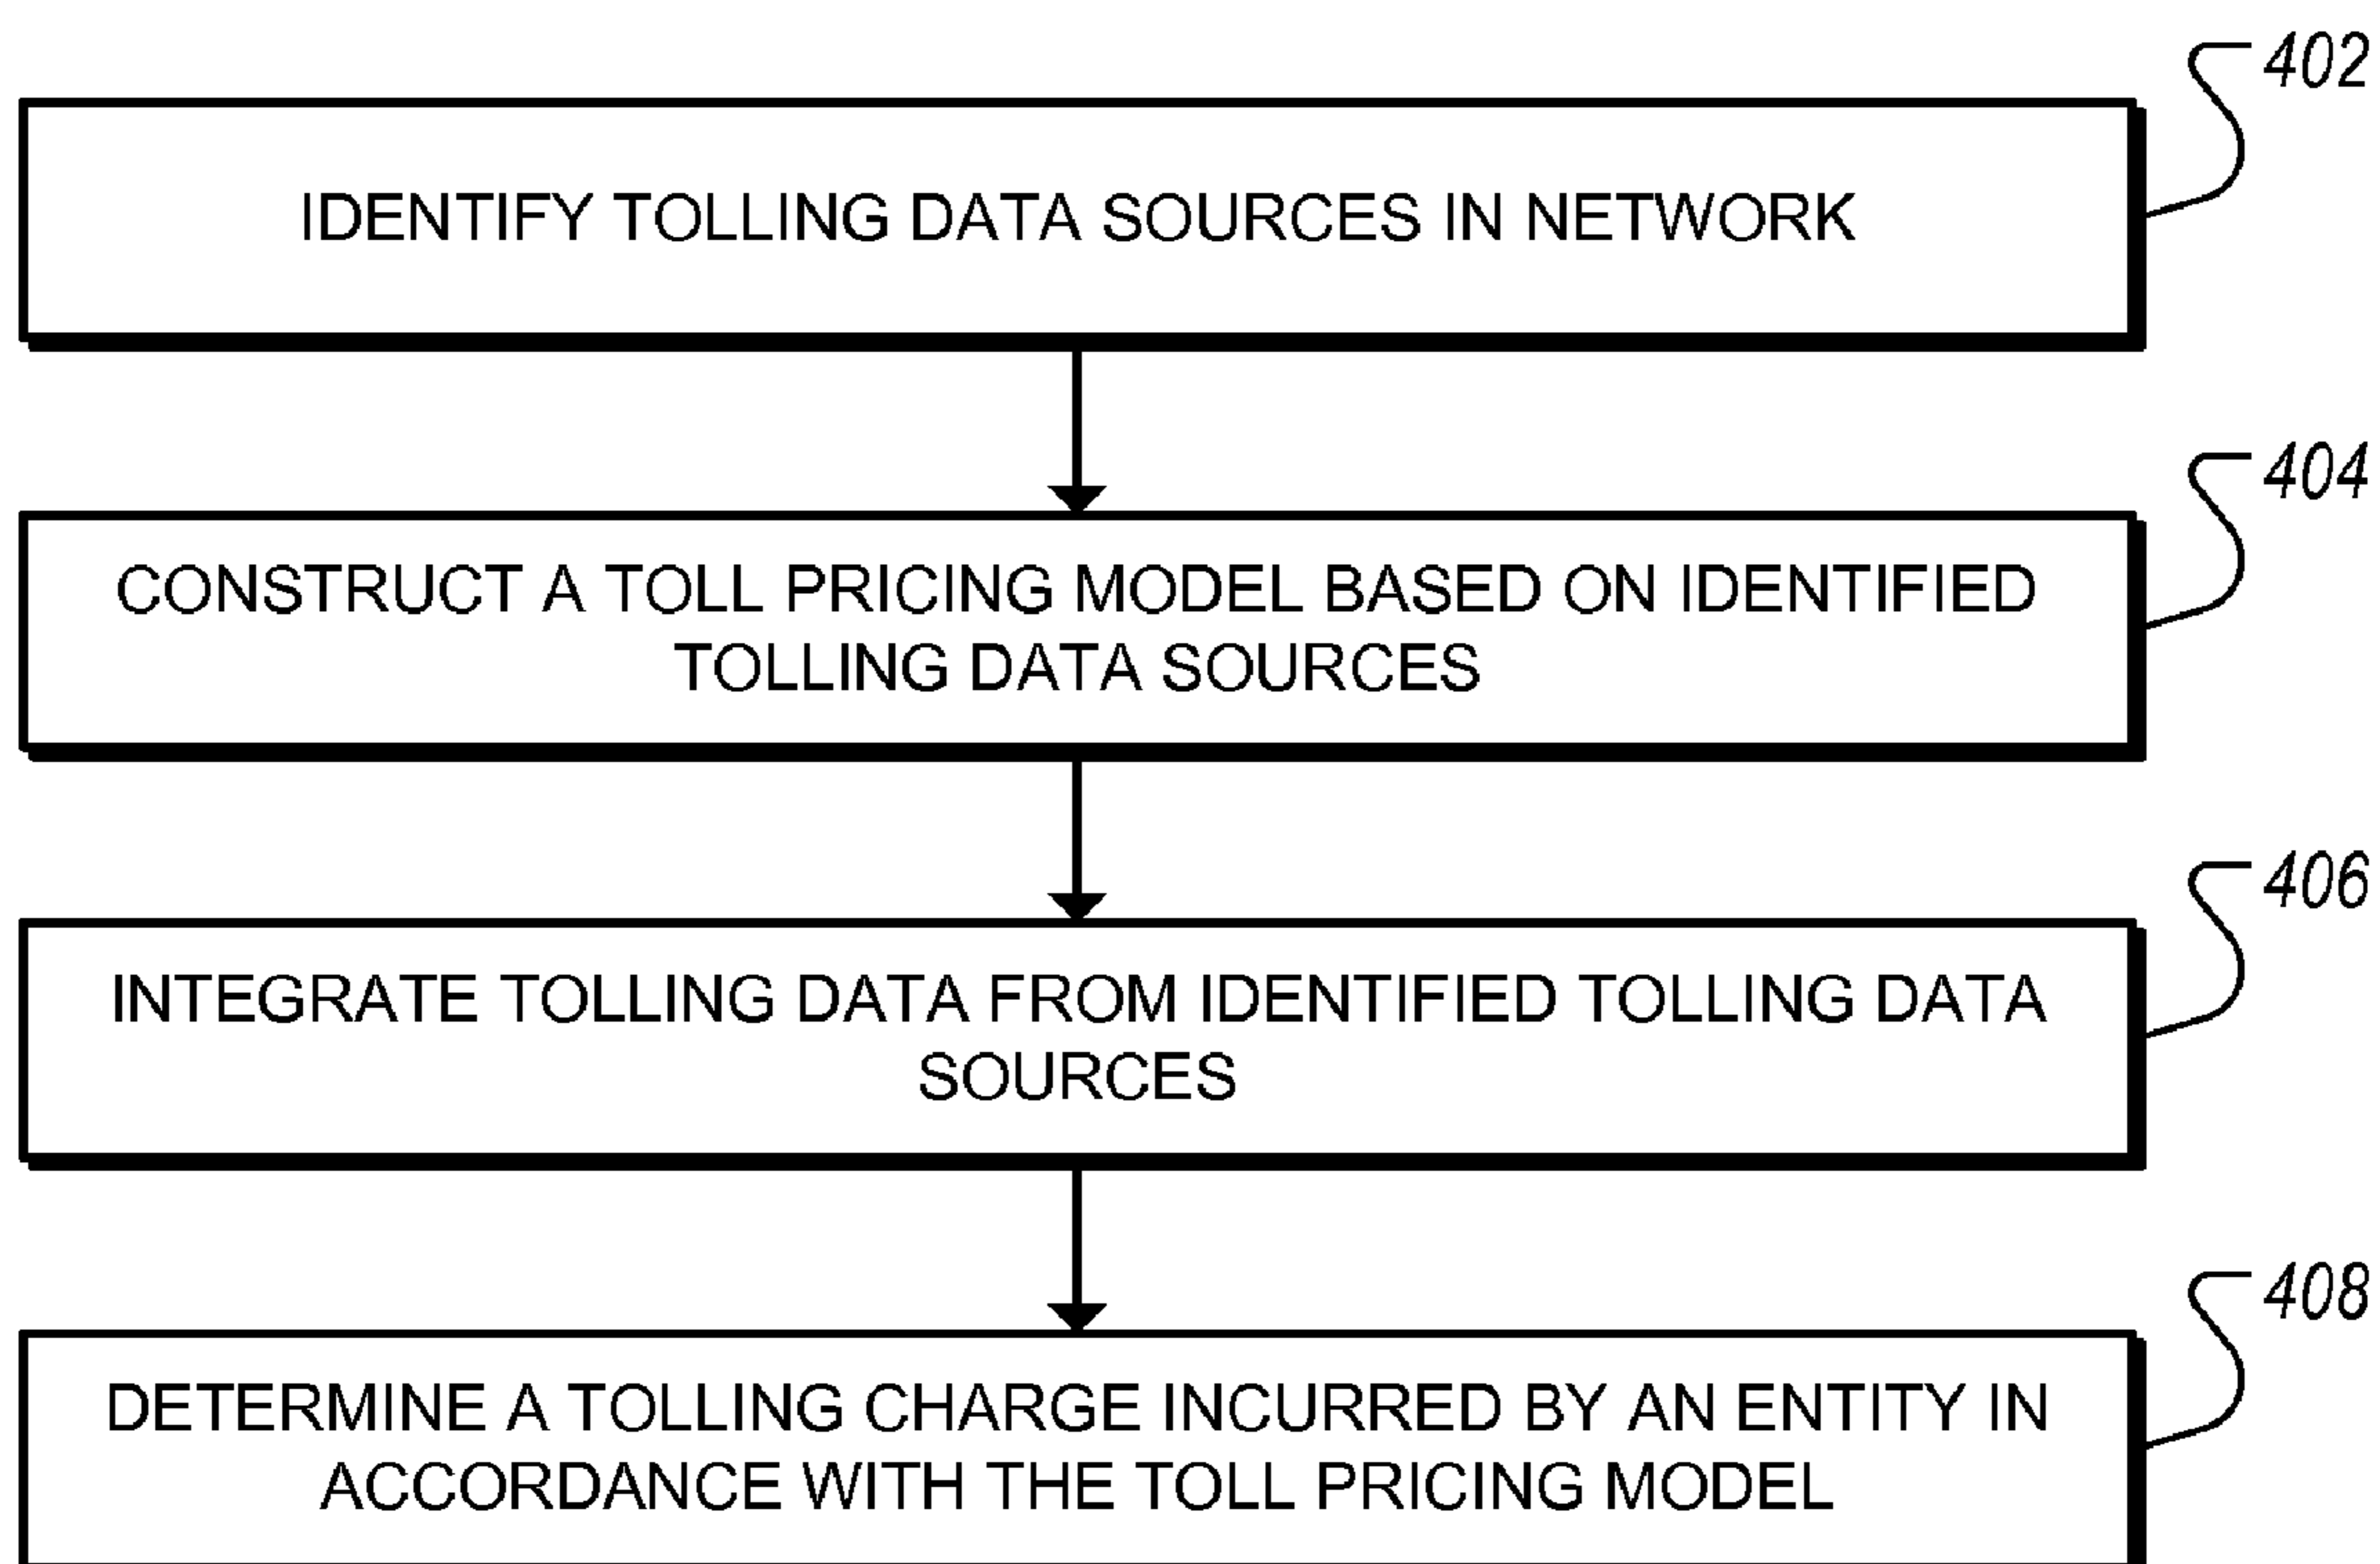 402
IDENTIFY TOLLING DATA SOURCES IN NETWORK
404
CONSTRUCT A TOLL PRICING MODEL BASED ON IDENTIFIED
TOLLING DATA SOURCES
406
INTEGRATE TOLLING DATA FROM IDENTIFIED TOLLING DATA
SOURCES
408
DETERMINE A TOLLING CHARGE INCURRED BY AN ENTITY IN
ACCORDANCE WITH THE TOLL PRICING MODEL